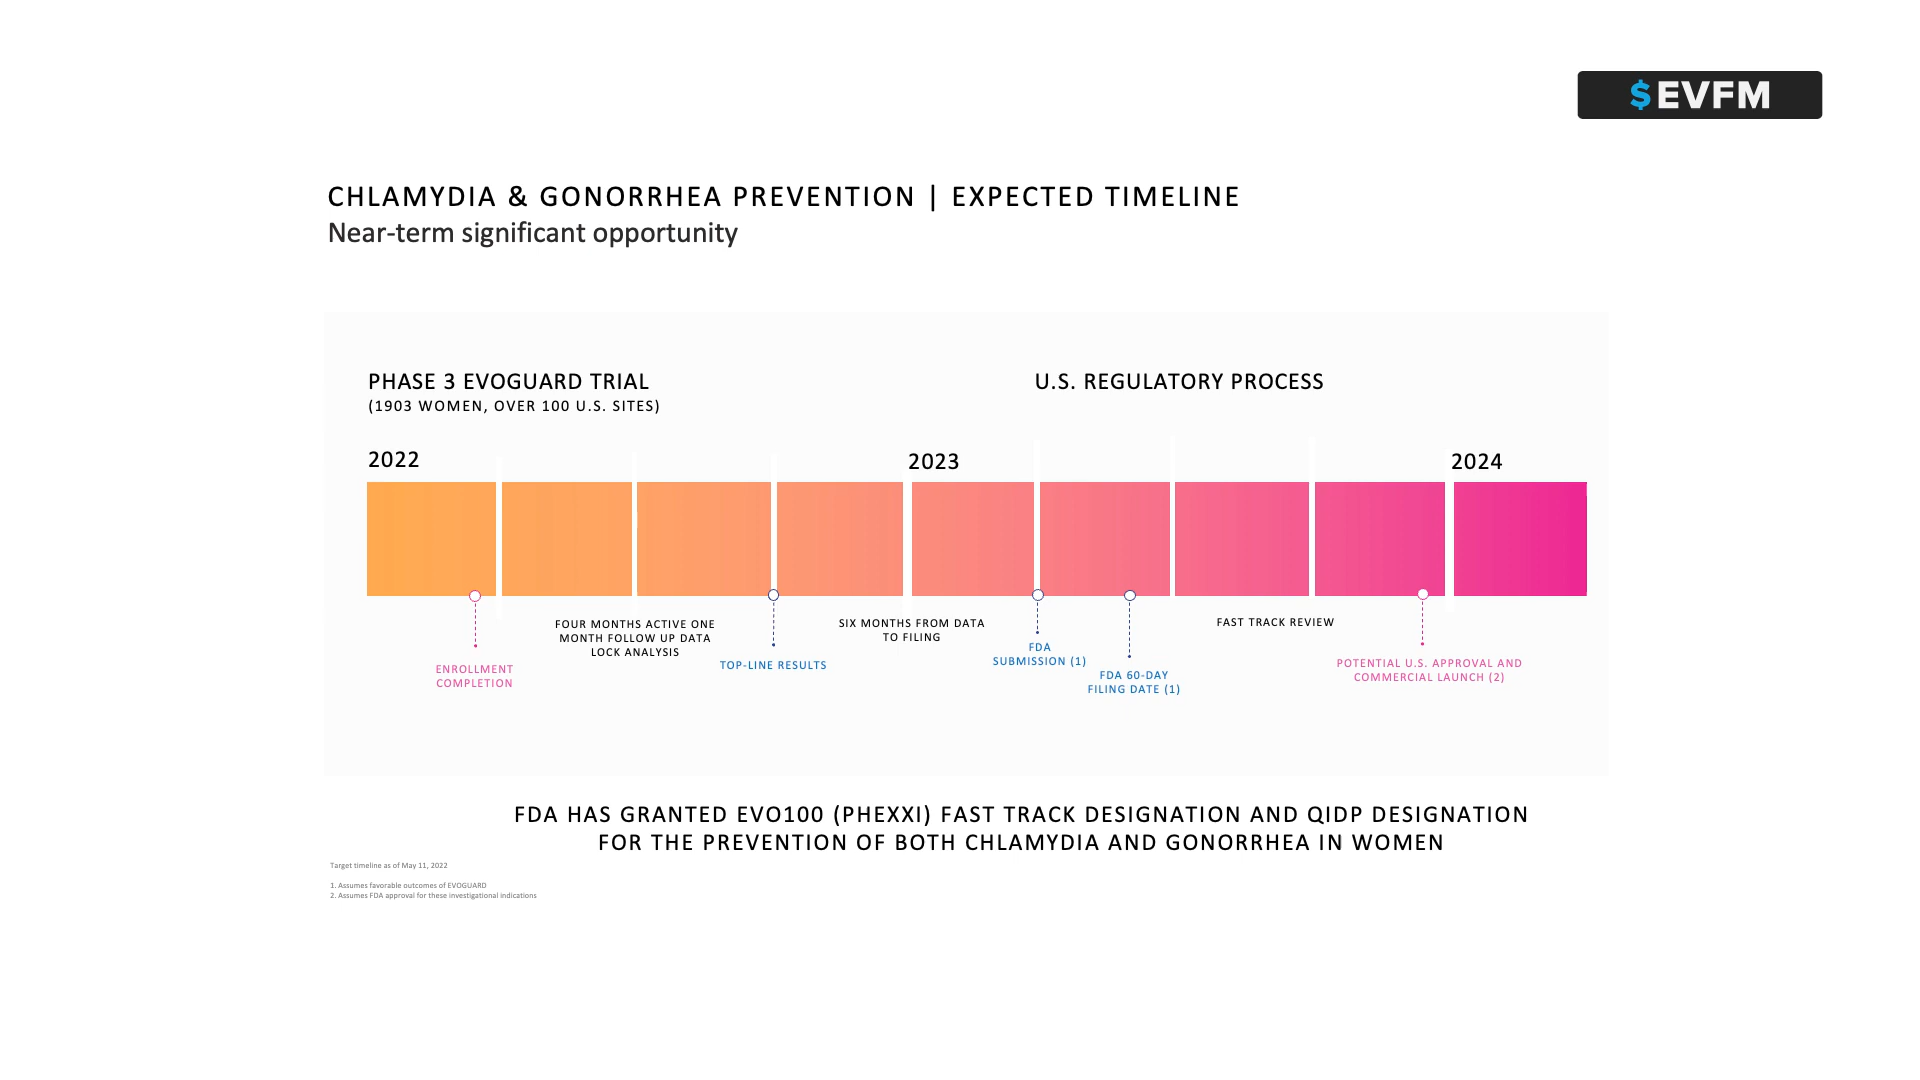 $EVFM
CHLAMYDIA & GONORRHEA PREVENTION | EXPECTED TIMELINE
Near-term significant opportunity
PHASE 3 EVOGUARD TRIAL
(1903 WOMEN, OVER 100 U.S. SITES)
U.S. REGULATORY PROCESS
2022
2023
2024
ENROLLMENT
COMPLETION
FOUR MONTHS ACTIVE ONE
MONTH FOLLOW UP DATA
LOCK ANALYSIS
TOP-LINE RESULTS
SIX MONTHS FROM DATA
TO FILING
FDA
SUBMISSION (1)
FDA 60-DAY
FILING DATE (1)
FAST TRACK REVIEW
POTENTIAL U.S. APPROVAL AND
COMMERCIAL LAUNCH (2)
FDA HAS GRANTED EVO100 (PHEXXI) FAST TRACK DESIGNATION AND QIDP DESIGNATION
FOR THE PREVENTION OF BOTH CHLAMYDIA AND GONORRHEA IN WOMEN
Target timeline as of May 11, 2022
1. Assumes favorable outcomes of EVOGUARD
2. Assumes FDA approval for these investigational indications